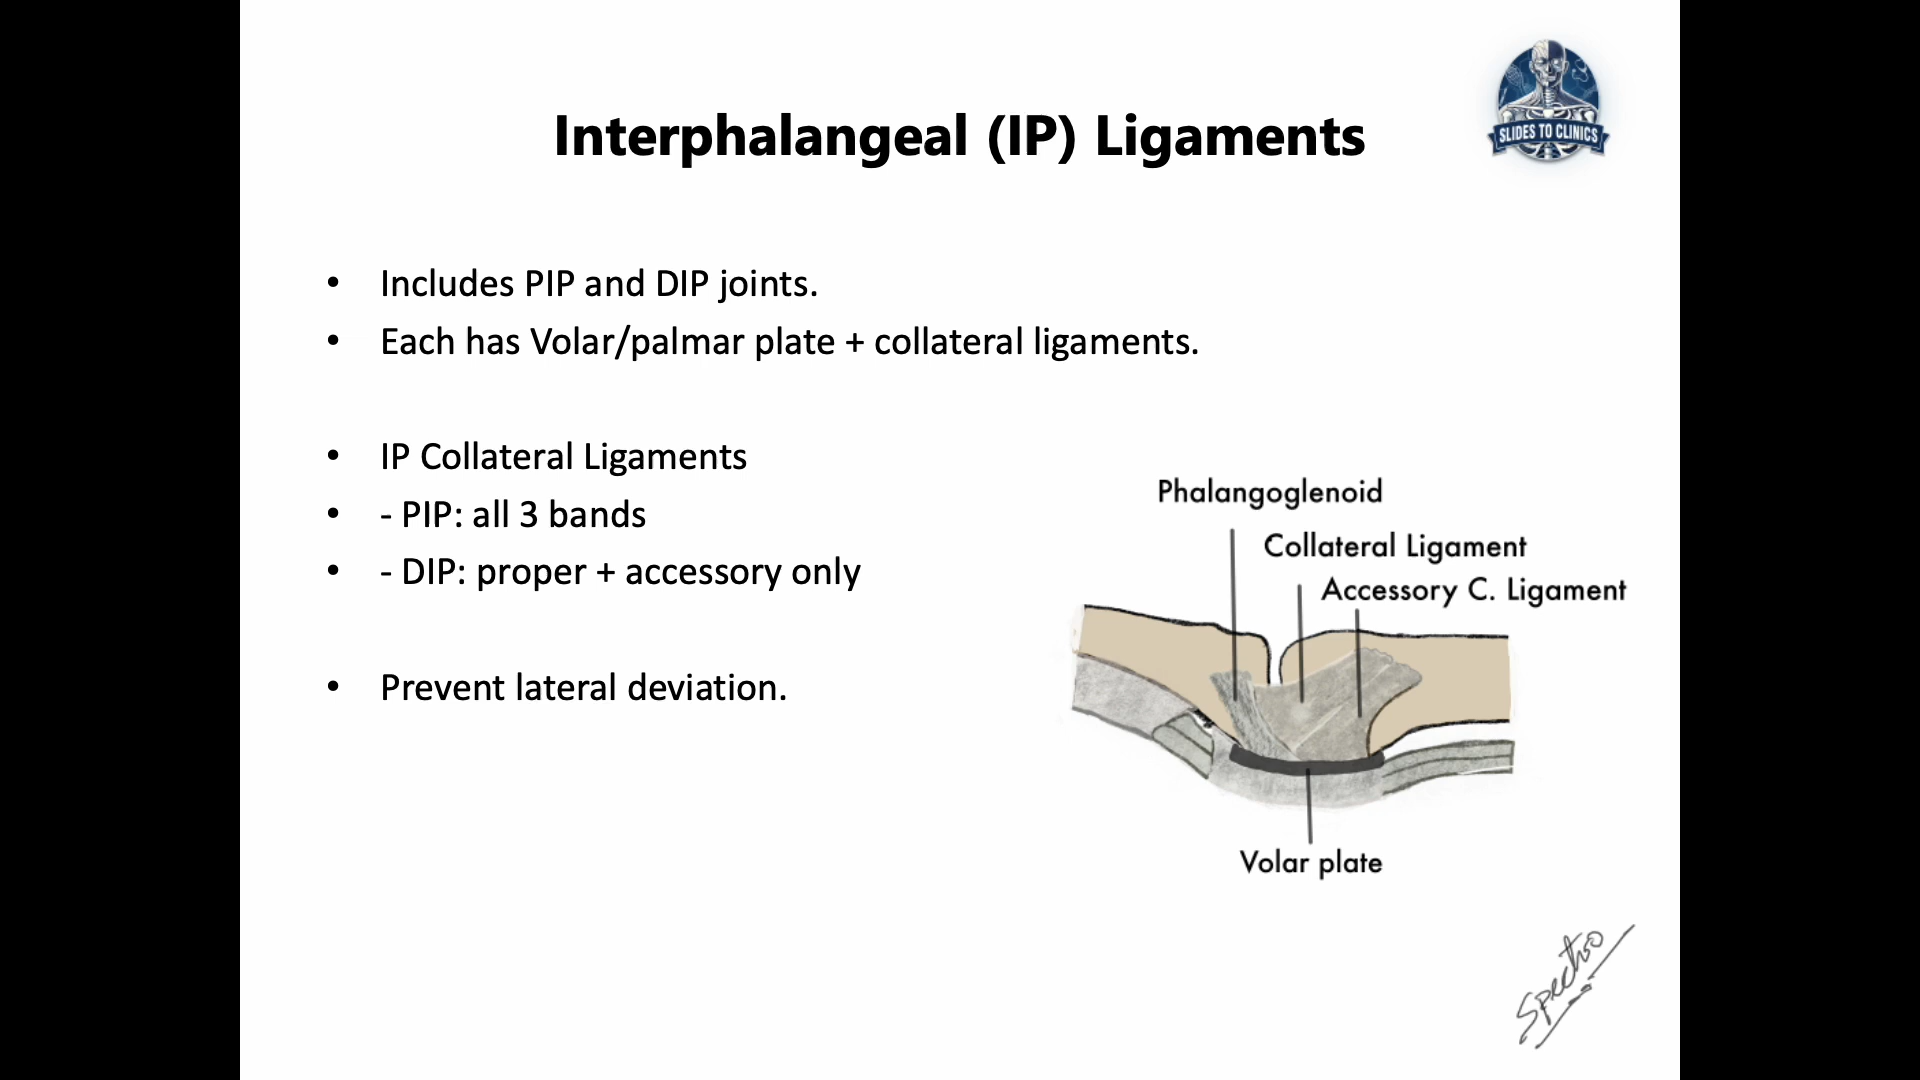 SLIDES TO CLINICS
Interphalangeal (IP) Ligaments
• Includes PIP and DIP joints.
• Each has Volar/palmar plate + collateral ligaments.
• IP Collateral Ligaments
• - PIP: all 3 bands
• - DIP: proper + accessory only
• Prevent lateral deviation.
Phalangoglenoid
Collateral Ligament
Accessory C. Ligament
Volar plate